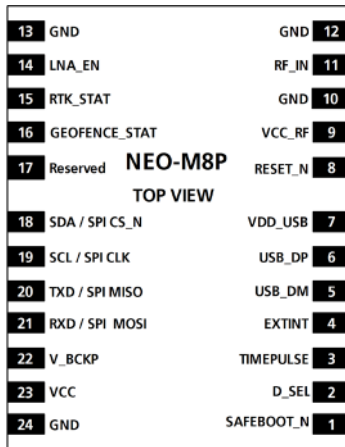 13 GND GND 12
14 LNA_EN RF_IN 11
15 RTK_STAT GND 10
16 GEOFENCE_STAT VCC_RF 9
17 Reserved NEO-M8P RESET_N 8
TOP VIEW
18 SDA / SPI CS_N VDD_USB 7
19 SCL / SPI CLK USB_DP 6
20 TXD / SPI MISO USB_DM 5
21 RXD / SPI MOSI EXTINT 4
22 V_BCKP TIMEPULSE 3
23 VCC D_SEL 2
24 GND SAFEBOOT_N 1